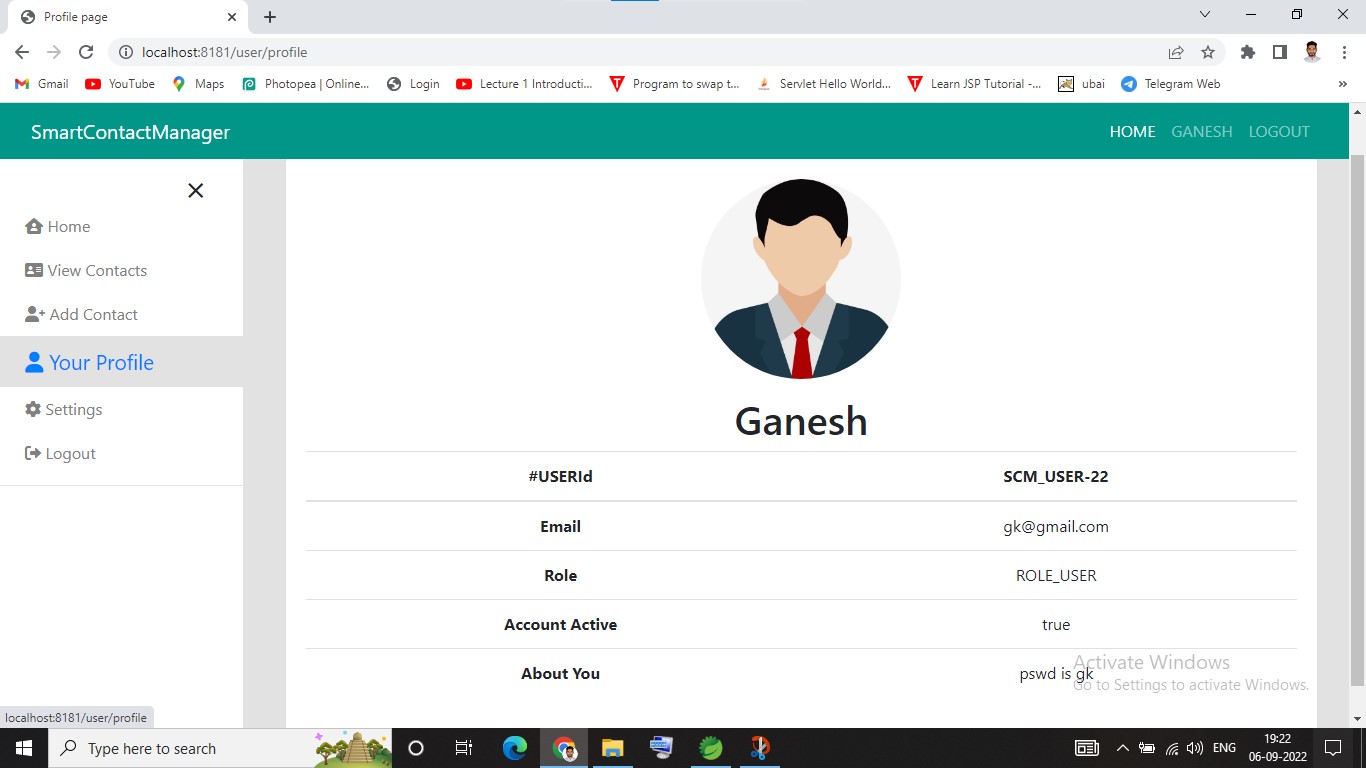 Profile page
localhost:8181/user/profile
Gmail YouTube Maps Photopea | Online... Login Lecture 1 Introducti... Program to swap t... Servlet Hello World... Learn JSP Tutorial -... ubai Telegram Web »
SmartContactManager HOME GANESH LOGOUT
Home
View Contacts
Add Contact
Your Profile
Settings
Logout
Ganesh
#USERId SCM_USER-22
Email gk@gmail.com
Role ROLE_USER
Account Active true
About You pswd is gk
Activate Windows
Go to Settings to activate Windows.
localhost:8181/user/profile
Type here to search
ENG
19:22
06-09-2022